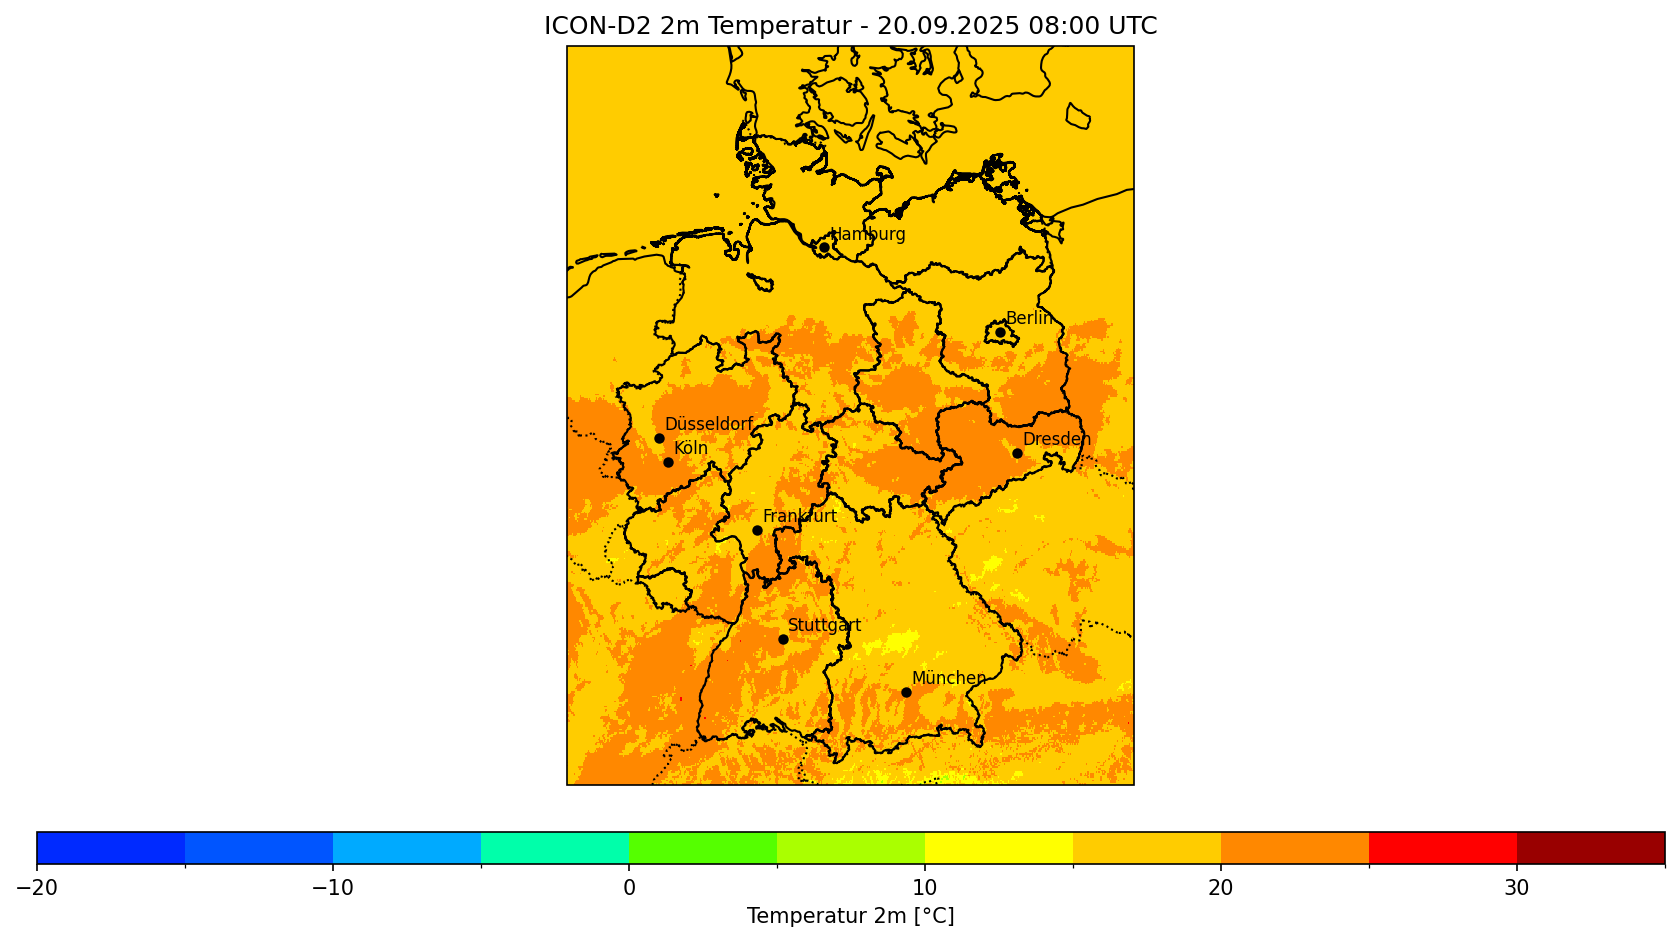 ICON-D2 2m Temperatur - 20.09.2025 08:00 UTC
Hamburg
Berlin
Düsseldorf
Dresden
Köln
Frankfurt
Stuttgart
München
−20 −10 0 10 20 30
Temperatur 2m [°C]